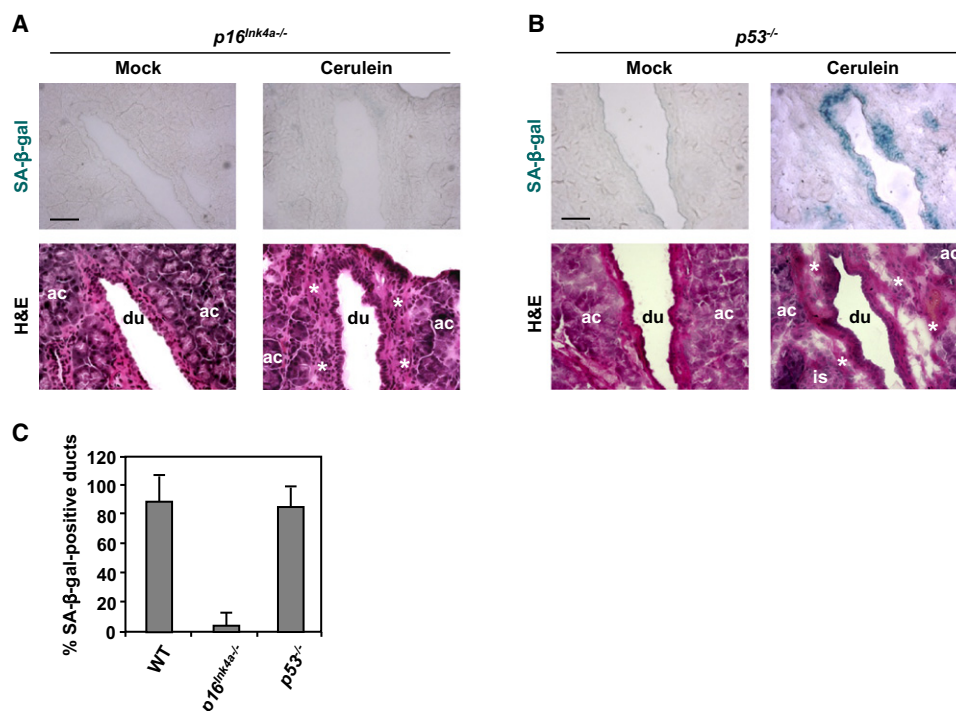 A
p16Ink4a-/-
Mock Cerulein
SA-β-gal
H&E
ac
ac
du
*
*
*
*
ac
ac
du
B
p53-/-
Mock Cerulein
SA-β-gal
H&E
ac
ac
du
ac
*
*
*
*
du
is
C
% SA-β-gal-positive ducts
120
100
80
60
40
20
0
WT
p16Ink4a-/-
p53-/-